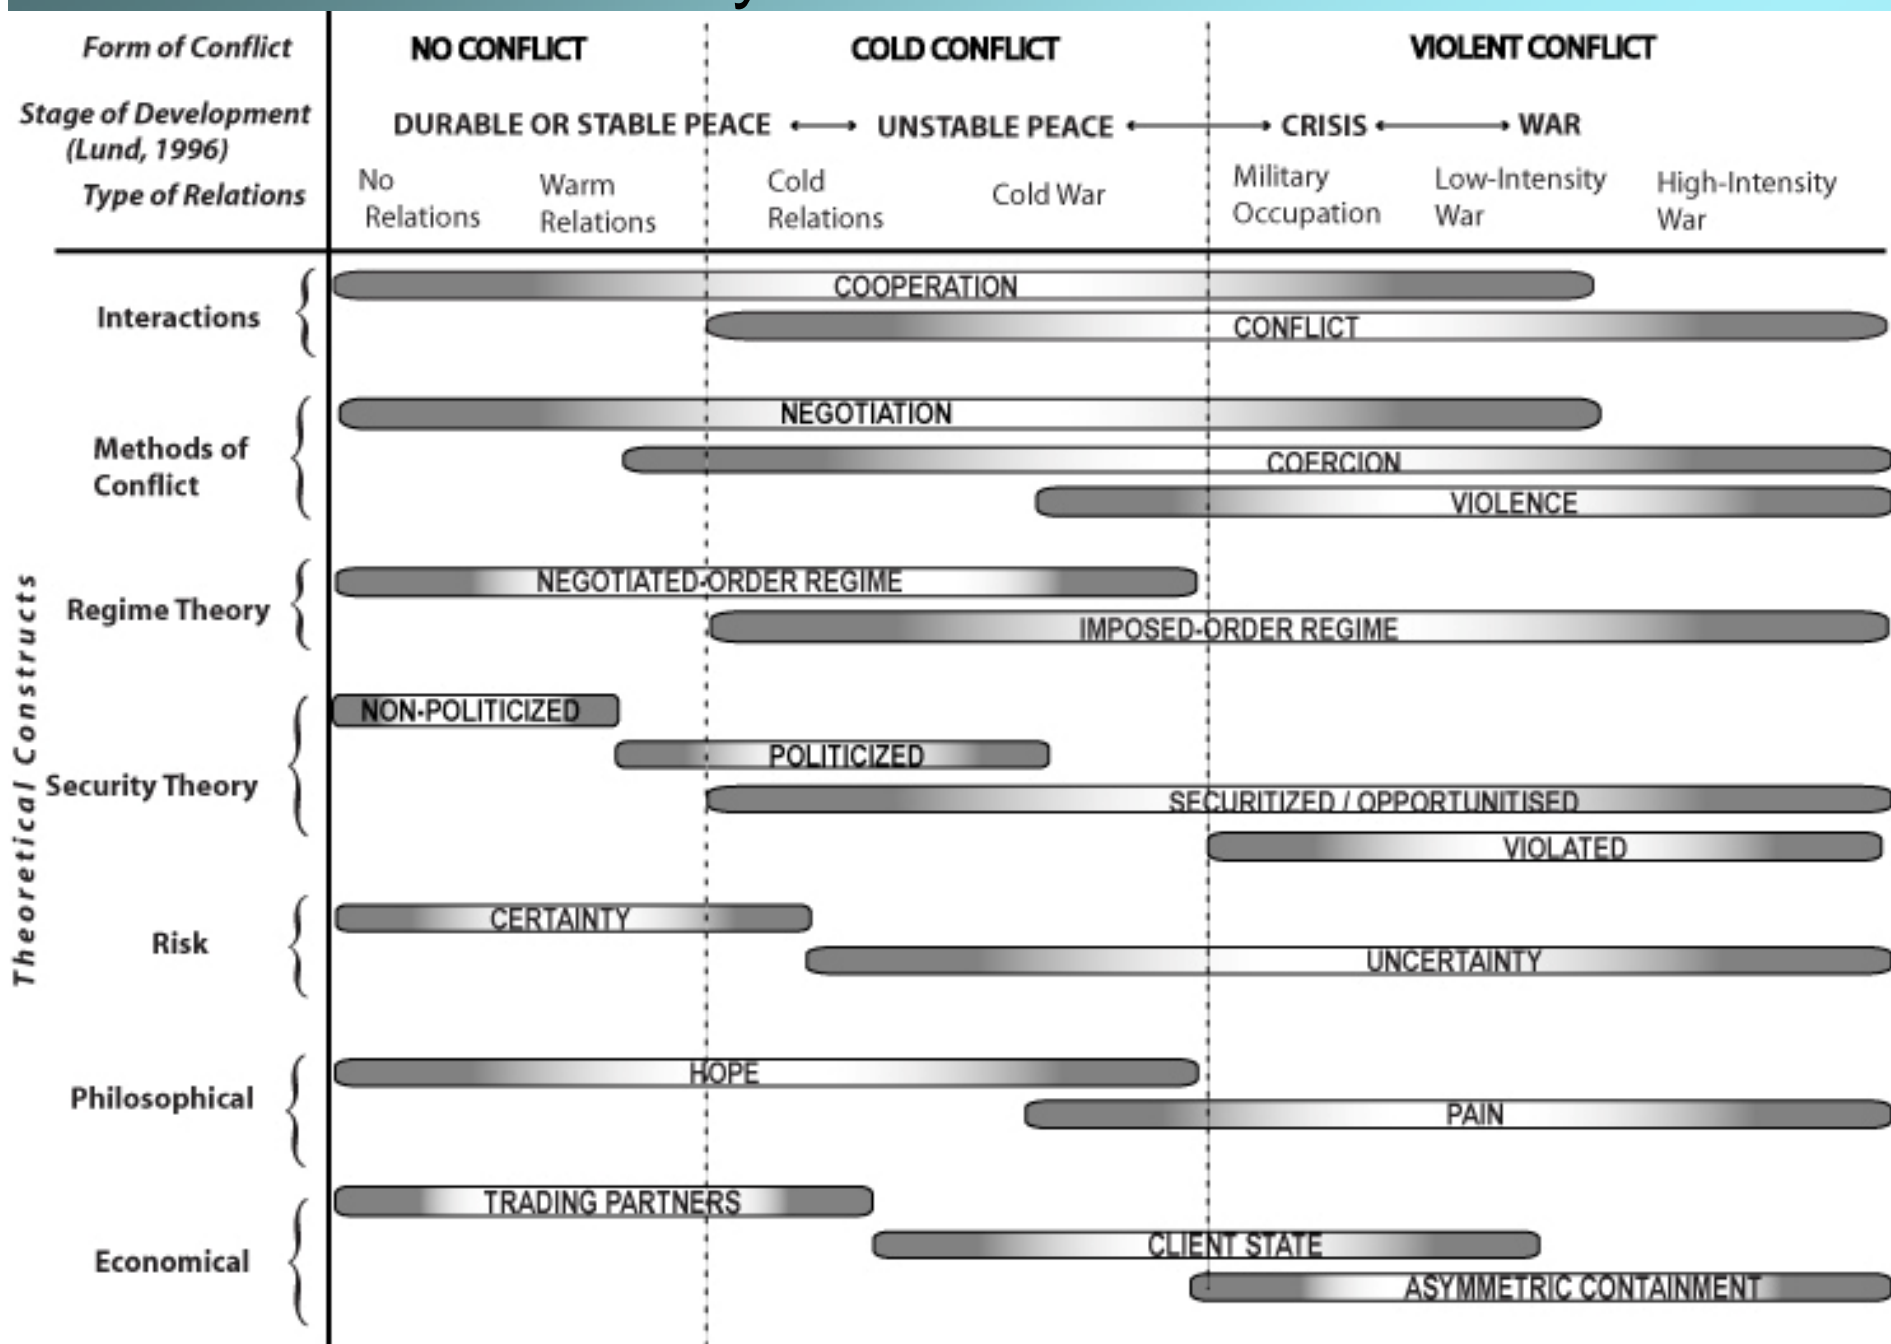 Form of Conflict
NO CONFLICT
COLD CONFLICT
VIOLENT CONFLICT
Stage of Development
(Lund, 1996)
DURABLE OR STABLE PEACE
UNSTABLE PEACE
CRISIS
WAR
Type of Relations
No
Relations
Warm
Relations
Cold
Relations
Cold War
Military
Occupation
Low-Intensity
War
High-Intensity
War
Theoretical Constructs
Interactions
COOPERATION
CONFLICT
Methods of
Conflict
NEGOTIATION
COERCION
VIOLENCE
Regime Theory
NEGOTIATED-ORDER REGIME
IMPOSED-ORDER REGIME
Security Theory
NON-POLITICIZED
POLITICIZED
SECURITIZED / OPPORTUNITISED
VIOLATED
Risk
CERTAINTY
UNCERTAINTY
Philosophical
HOPE
PAIN
Economical
TRADING PARTNERS
CLIENT STATE
ASYMMETRIC CONTAINMENT